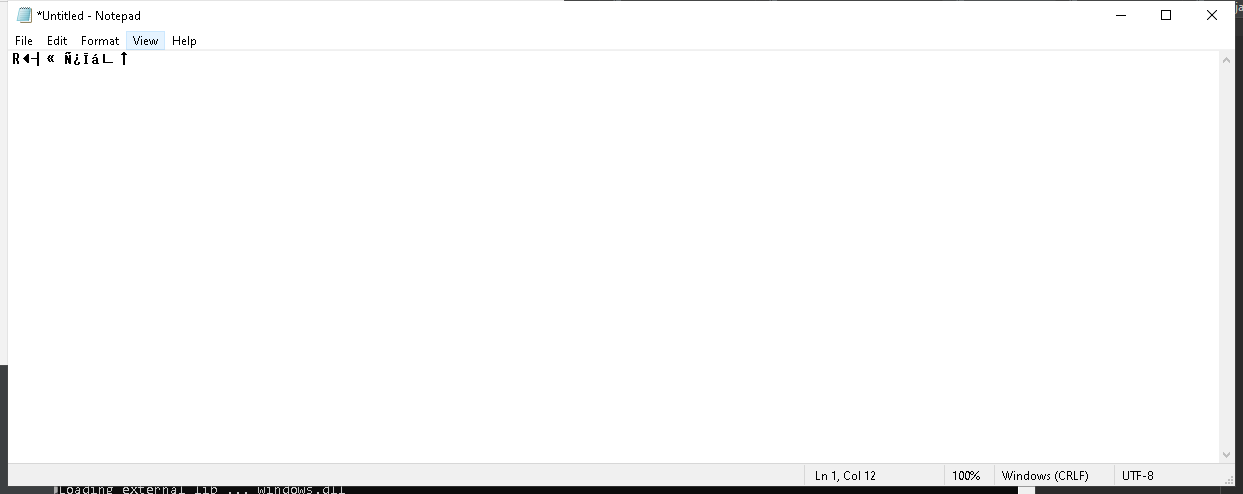 *Untitled - Notepad
File Edit Format View Help
R◄┤« Ñ¿Ïá∟↑
Ln 1, Col 12 100% Windows (CRLF) UTF-8
Loading external lib ... windows.dll